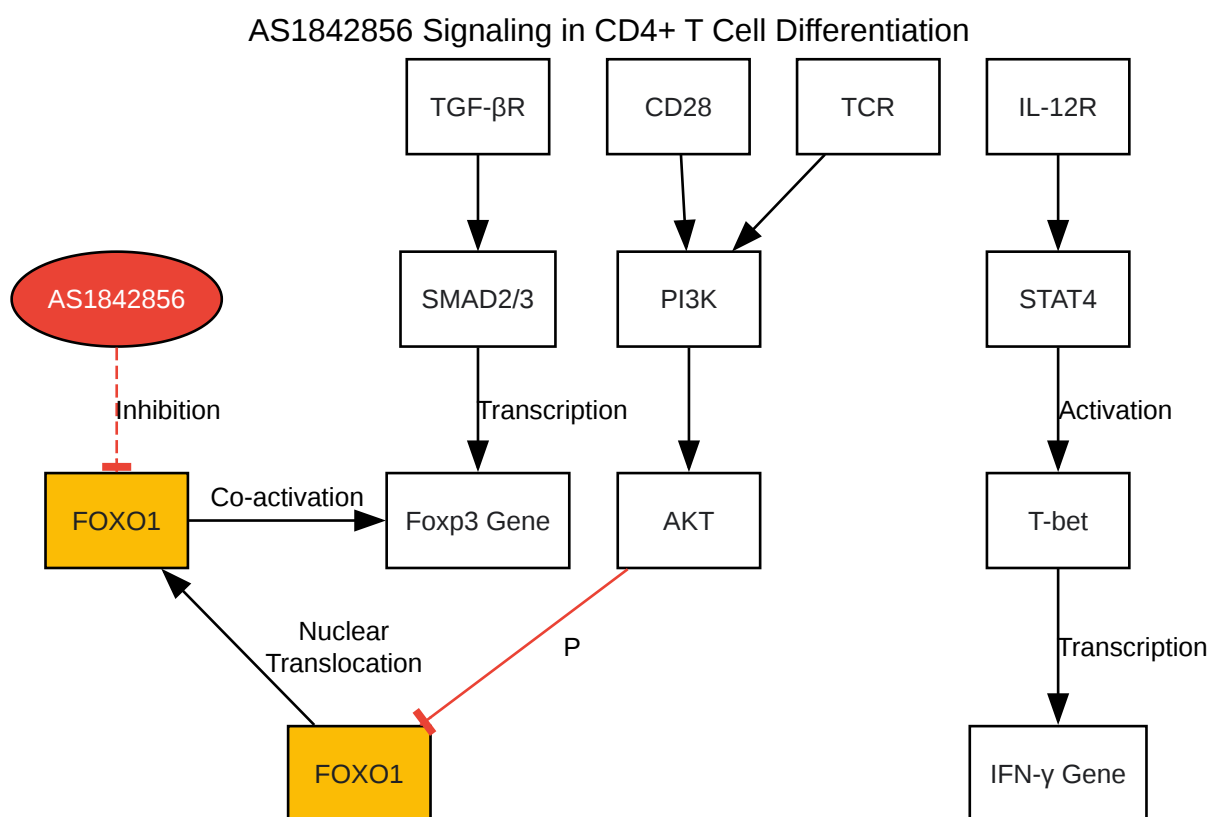 AS1842856 Signaling in CD4+ T Cell Differentiation
TGF-βR
CD28
TCR
IL-12R
AS1842856
SMAD2/3
PI3K
STAT4
Inhibition
Transcription
Activation
FOXO1
Co-activation
Foxp3 Gene
AKT
T-bet
Nuclear
Translocation
P
Transcription
FOXO1
IFN-γ Gene